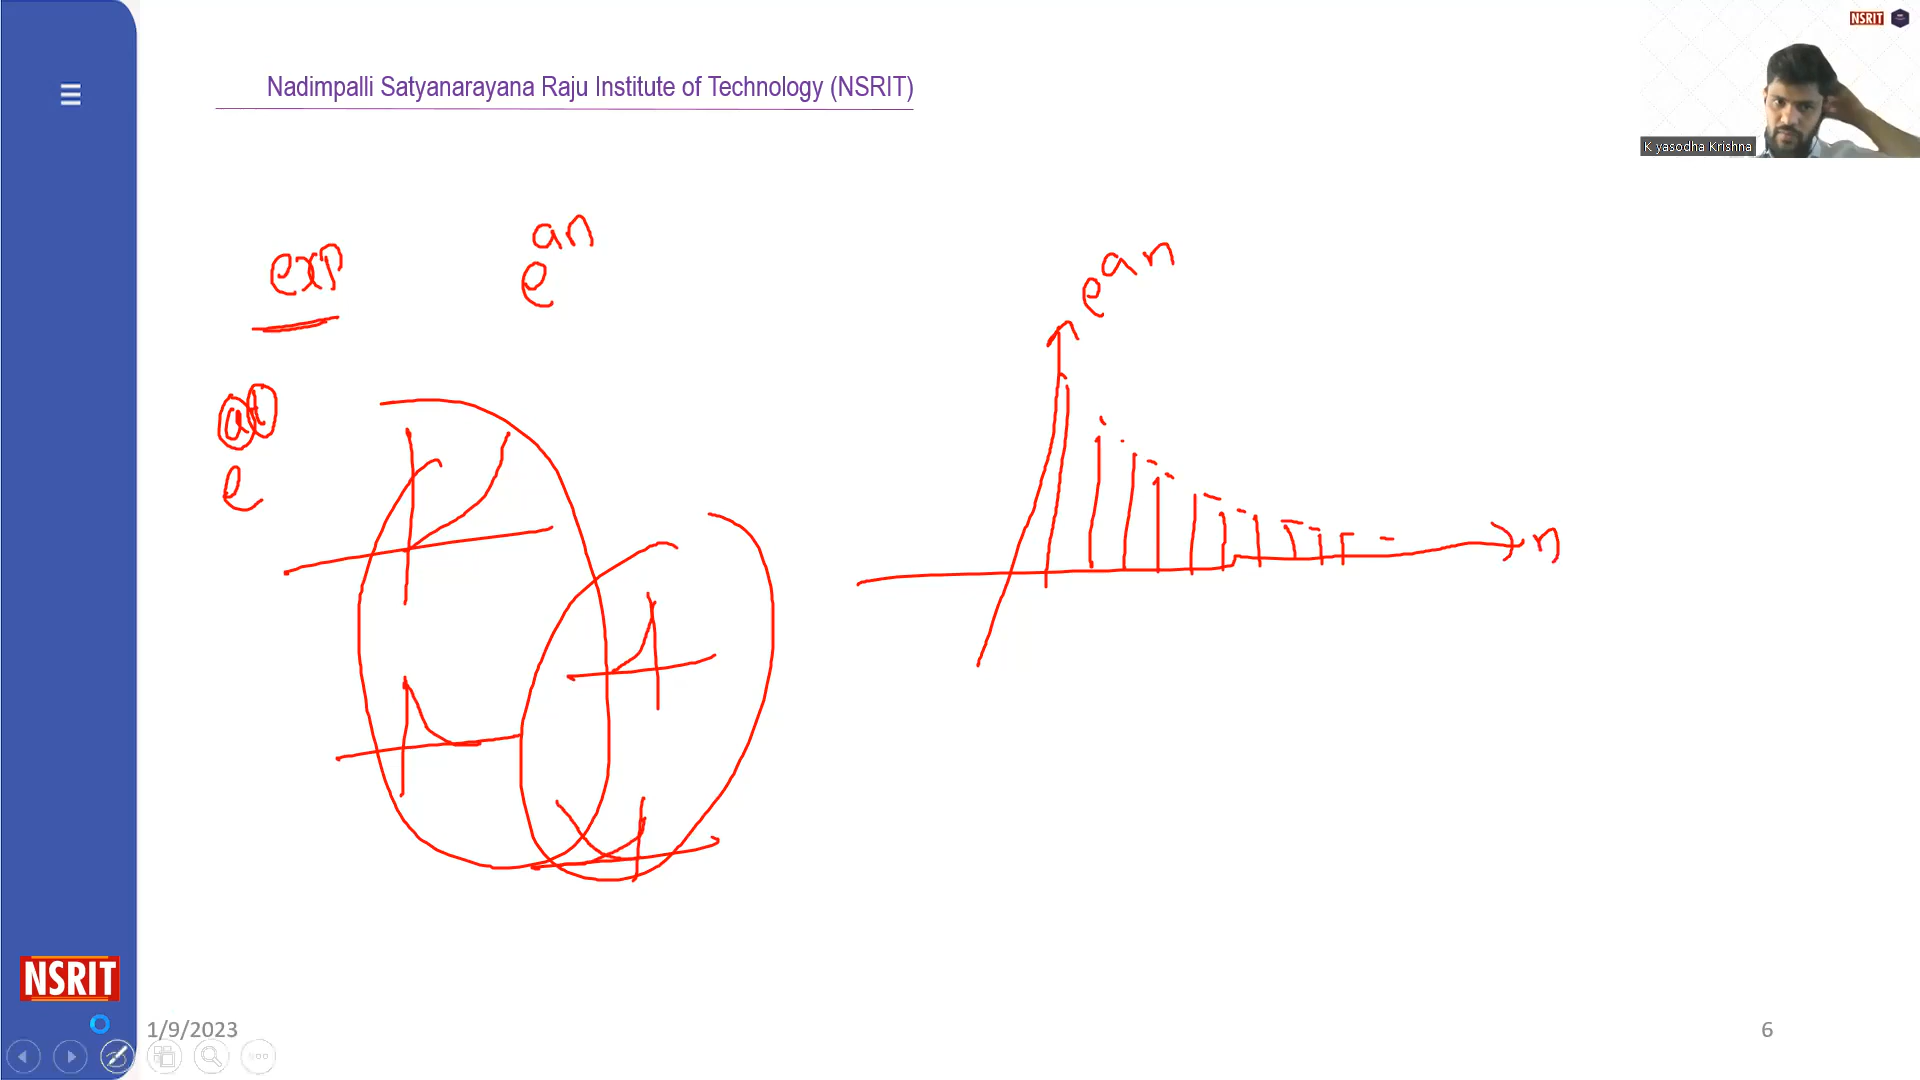 NSRIT
Nadimpalli Satyanarayana Raju Institute of Technology (NSRIT)
K yasodha Krishna
exp
e^an
e^an
e^at
n
NSRIT
1/9/2023
6